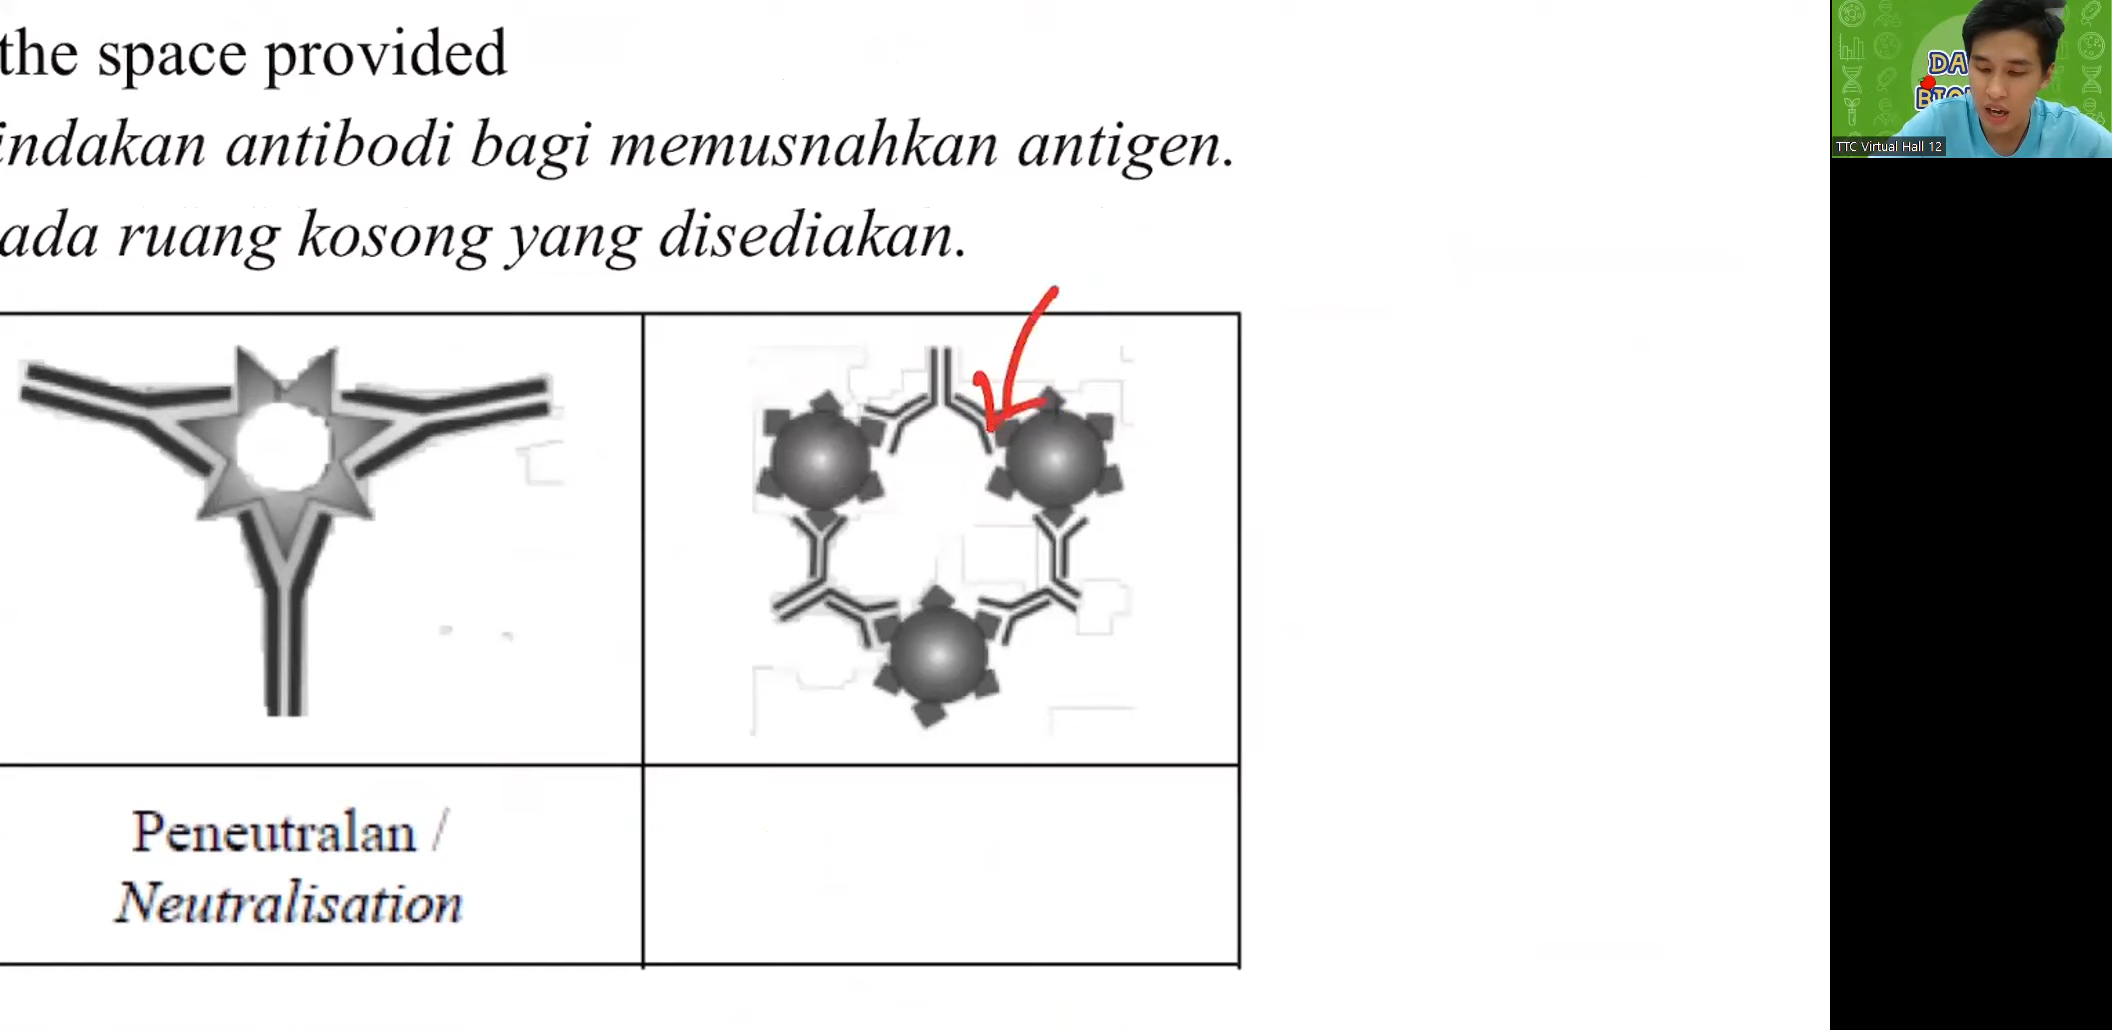 the space provided
indakan antibodi bagi memusnahkan antigen.
ada ruang kosong yang disediakan.
Peneutralan /
Neutralisation
DA
TTC Virtual Hall 12